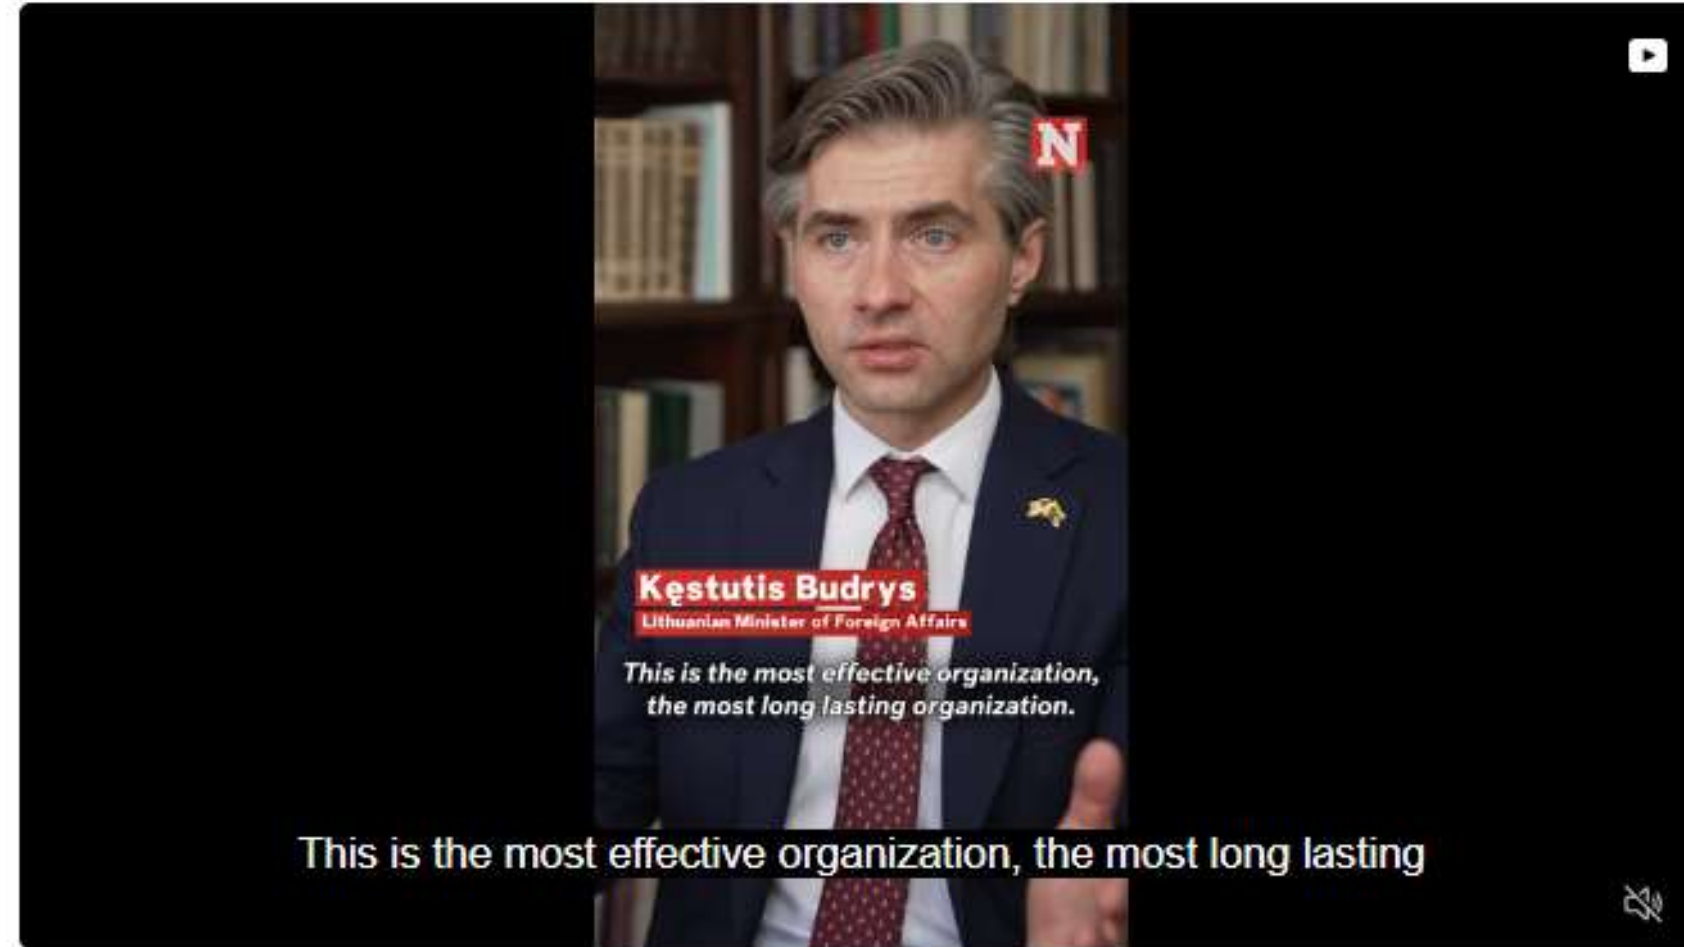 N
Kęstutis Budrys
Lithuanian Minister of Foreign Affairs
This is the most effective organization,
the most long lasting organization.
This is the most effective organization, the most long lasting